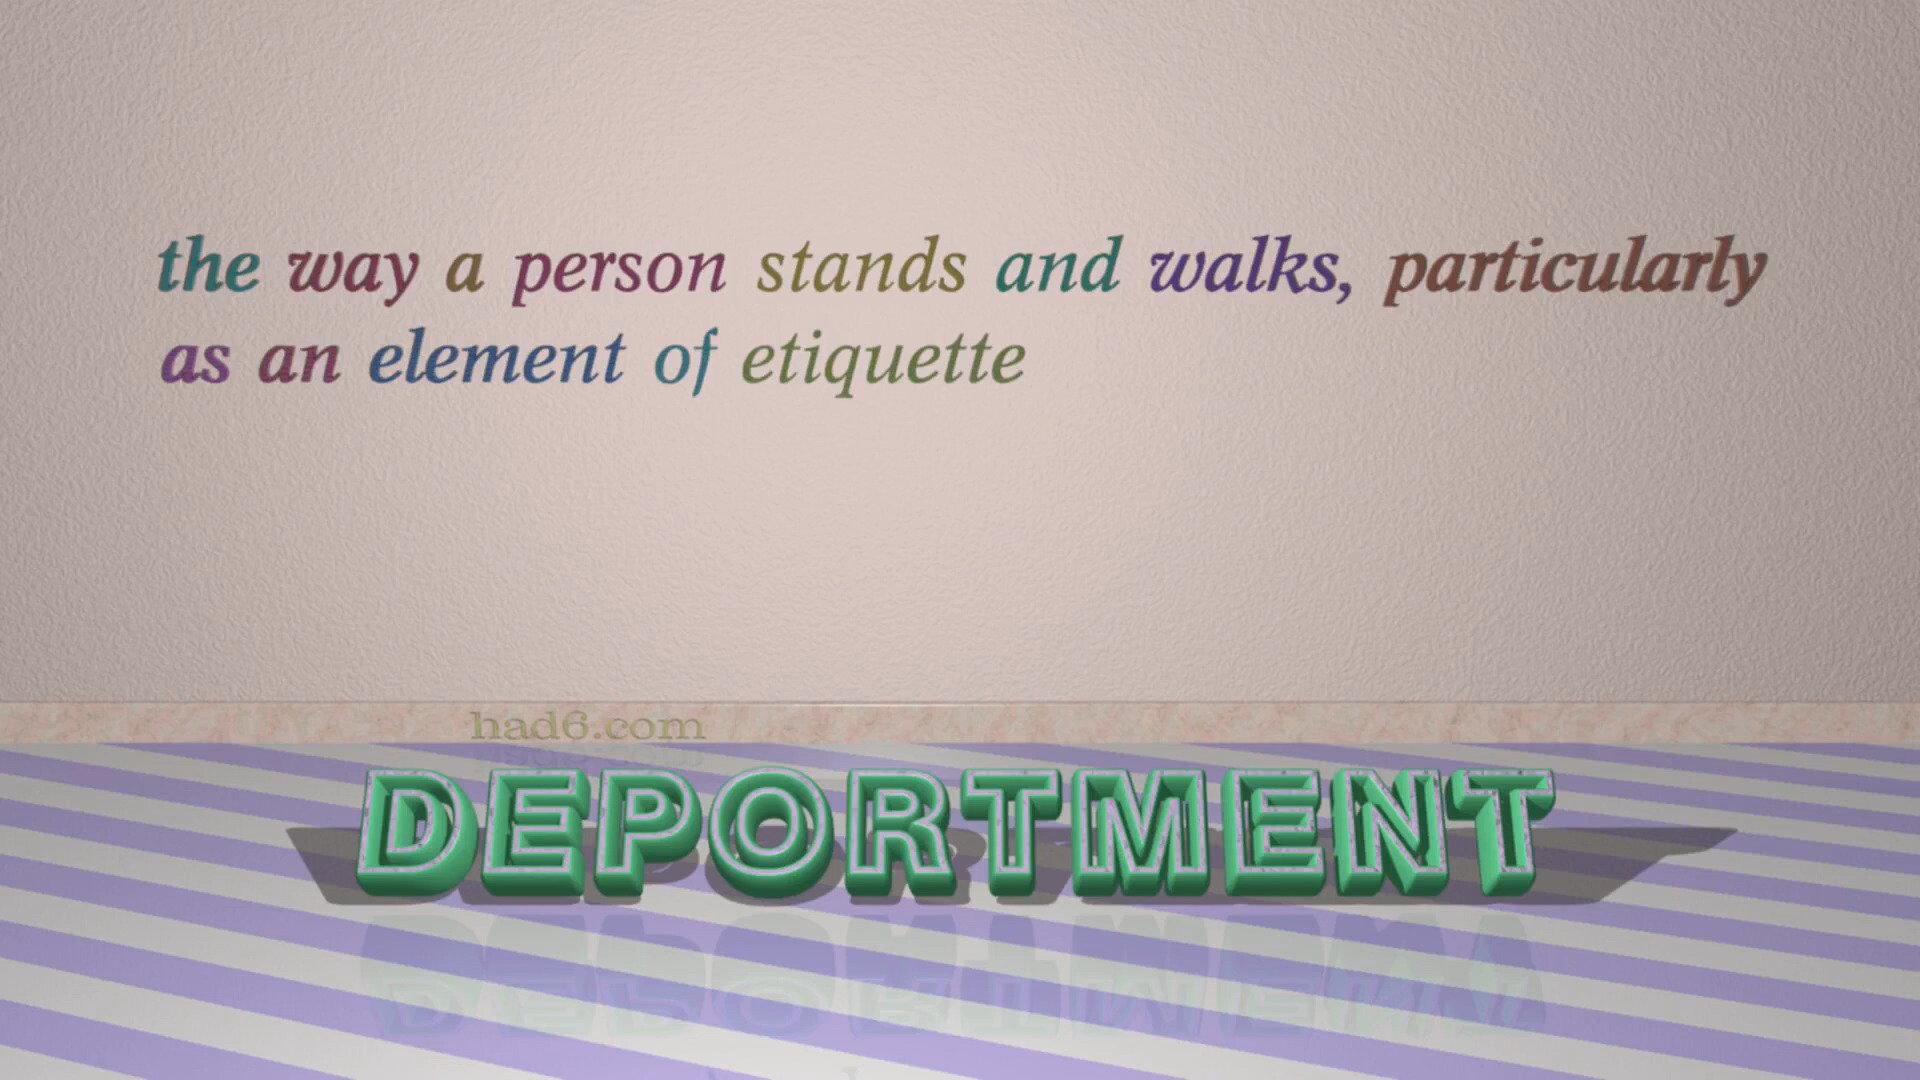 the way a person stands and walks, particularly
as an element of etiquette
had6.com
DEPORTMENT